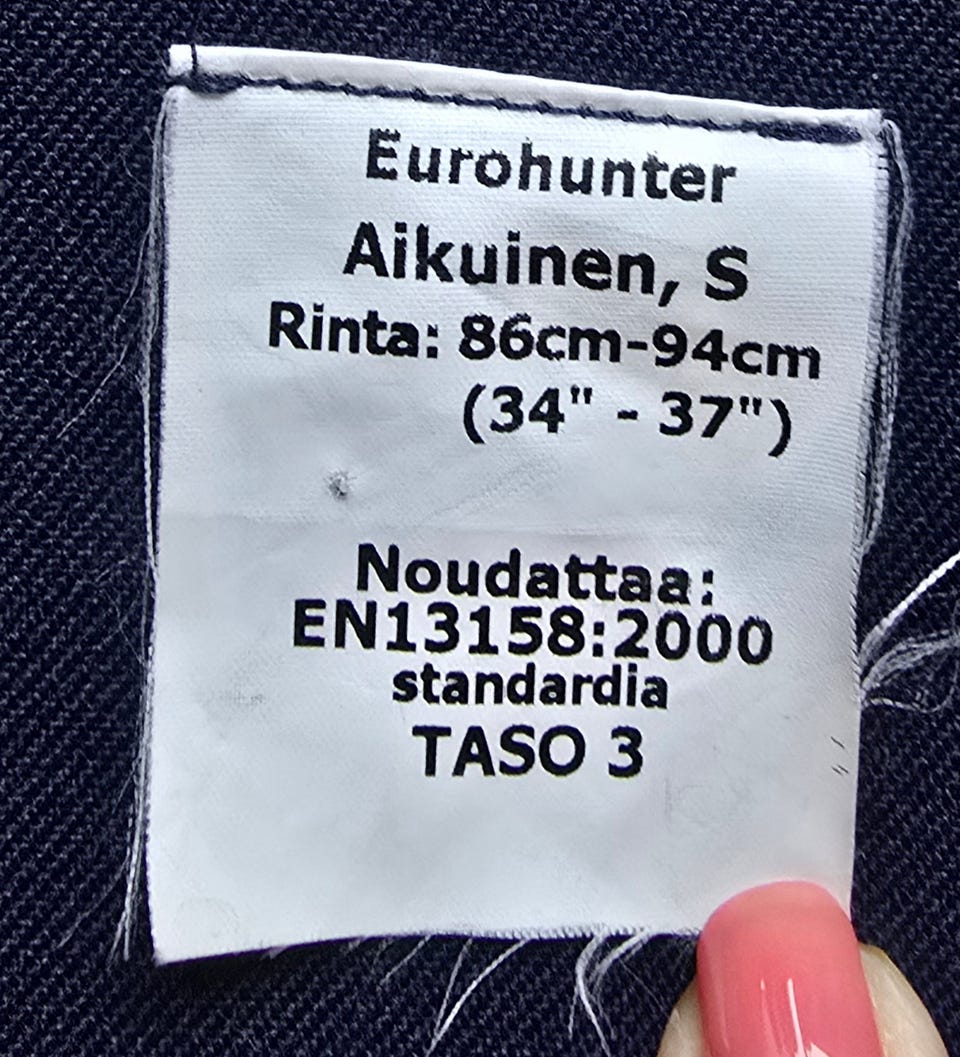 Eurohunter
Aikuinen, S
Rinta: 86cm-94cm
(34" - 37")
Noudattaa:
EN13158:2000
standardia
TASO 3